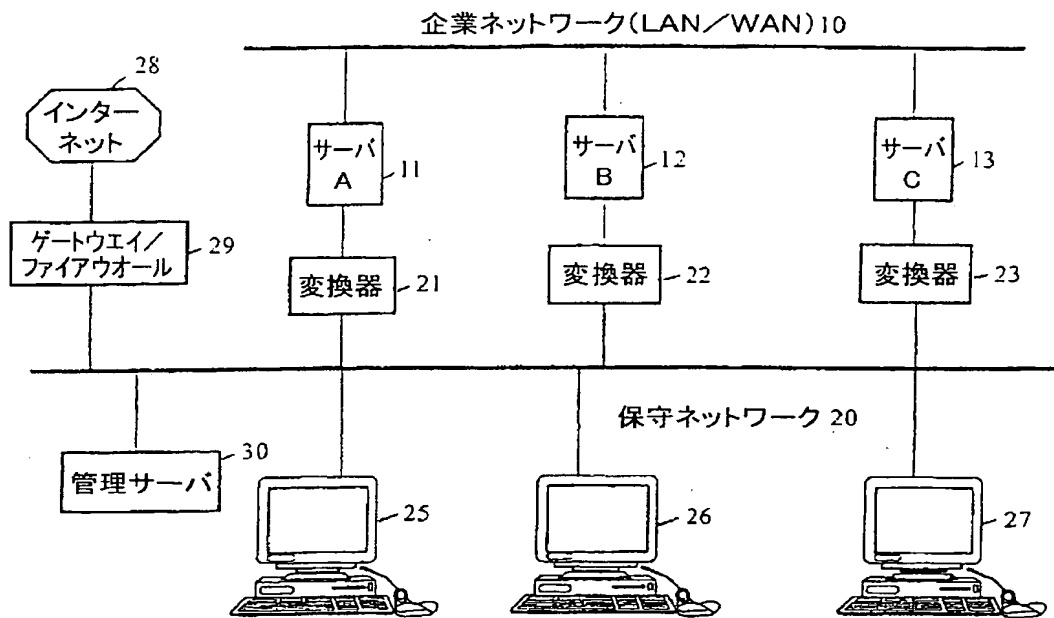 企業ネットワーク(LAN／WAN)10
28
インター
ネット
サーバ
A
11
サーバ
B
12
サーバ
C
13
ゲートウエイ／
ファイアウオール
29
変換器
21
変換器
22
変換器
23
保守ネットワーク 20
30
管理サーバ
25
26
27